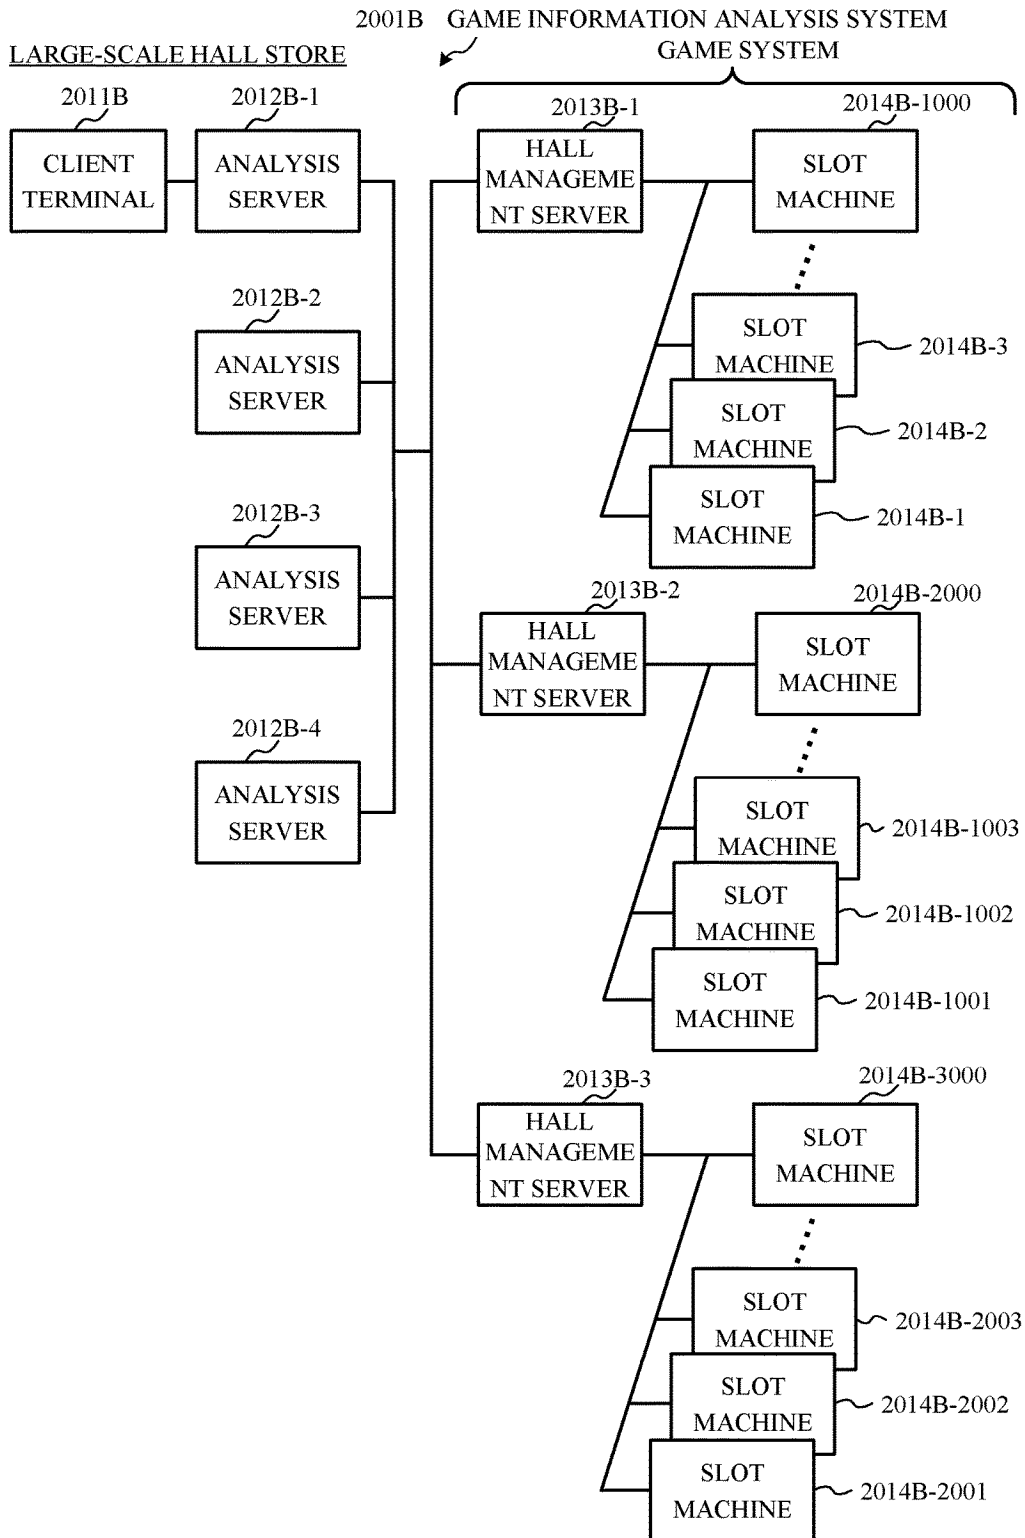 2001B GAME INFORMATION ANALYSIS SYSTEM
LARGE-SCALE HALL STORE
GAME SYSTEM
2011B
CLIENT
TERMINAL
2012B-1
ANALYSIS
SERVER
2012B-2
ANALYSIS
SERVER
2012B-3
ANALYSIS
SERVER
2012B-4
ANALYSIS
SERVER
2013B-1
HALL
MANAGEME
NT SERVER
2014B-1000
SLOT
MACHINE
SLOT
MACHINE
2014B-3
SLOT
MACHINE
2014B-2
SLOT
MACHINE
2014B-1
2013B-2
HALL
MANAGEME
NT SERVER
2014B-2000
SLOT
MACHINE
SLOT
MACHINE
2014B-1003
SLOT
MACHINE
2014B-1002
SLOT
MACHINE
2014B-1001
2013B-3
HALL
MANAGEME
NT SERVER
2014B-3000
SLOT
MACHINE
SLOT
MACHINE
2014B-2003
SLOT
MACHINE
2014B-2002
SLOT
MACHINE
2014B-2001